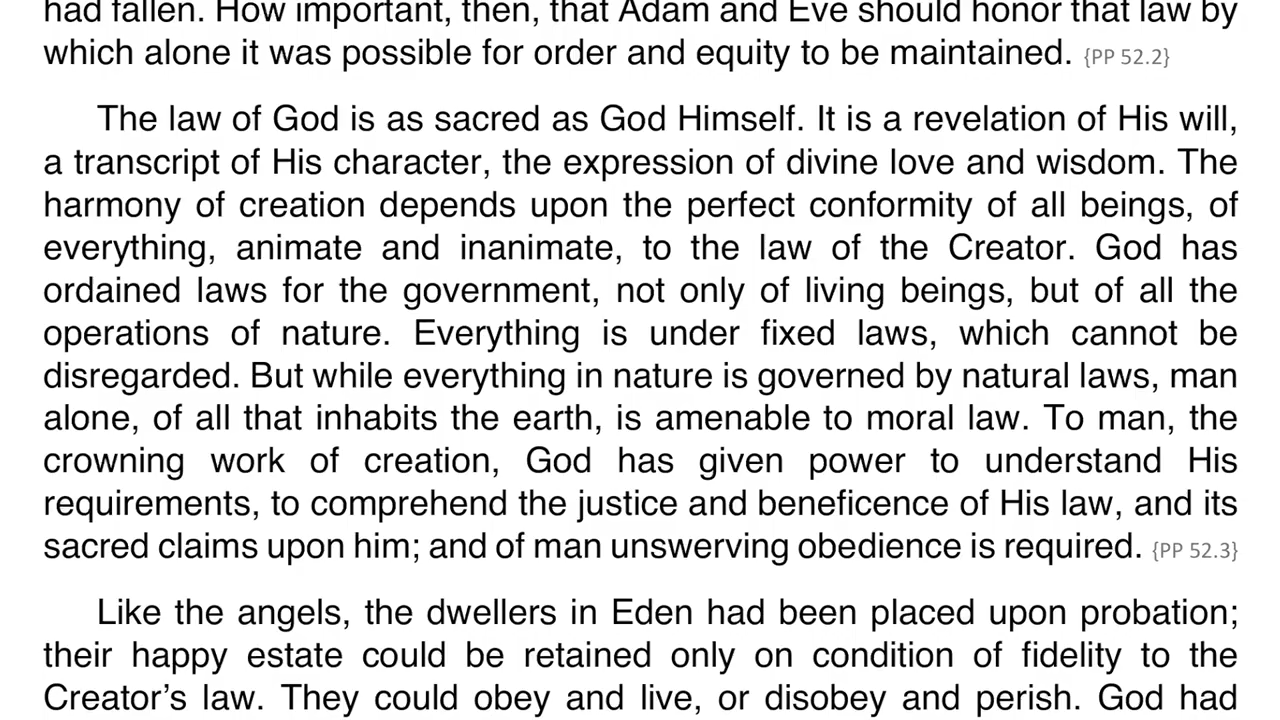 had fallen. How important, then, that Adam and Eve should honor that law by
which alone it was possible for order and equity to be maintained. {PP 52.2}
The law of God is as sacred as God Himself. It is a revelation of His will,
a transcript of His character, the expression of divine love and wisdom. The
harmony of creation depends upon the perfect conformity of all beings, of
everything, animate and inanimate, to the law of the Creator. God has
ordained laws for the government, not only of living beings, but of all the
operations of nature. Everything is under fixed laws, which cannot be
disregarded. But while everything in nature is governed by natural laws, man
alone, of all that inhabits the earth, is amenable to moral law. To man, the
crowning work of creation, God has given power to understand His
requirements, to comprehend the justice and beneficence of His law, and its
sacred claims upon him; and of man unswerving obedience is required. {PP 52.3}
Like the angels, the dwellers in Eden had been placed upon probation;
their happy estate could be retained only on condition of fidelity to the
Creator’s law. They could obey and live, or disobey and perish. God had